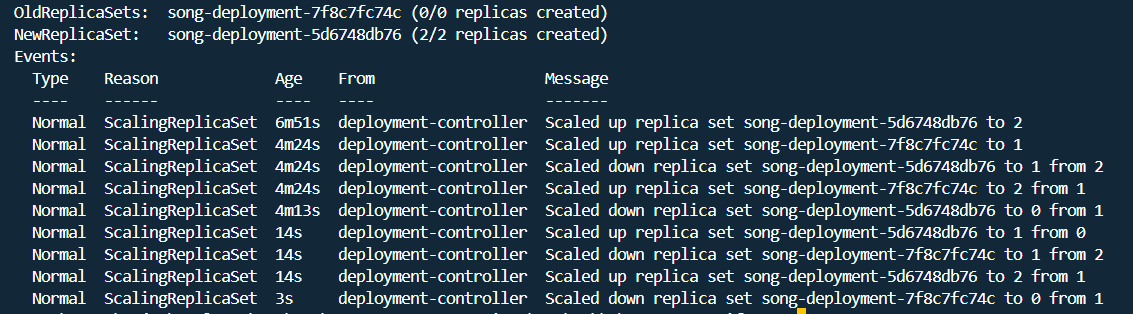 OldReplicaSets:  song-deployment-7f8c7fc74c (0/0 replicas created)
NewReplicaSet:   song-deployment-5d6748db76 (2/2 replicas created)
Events:
  Type    Reason             Age    From                   Message
  ----    ------             ----   ----                   -------
  Normal  ScalingReplicaSet  6m51s  deployment-controller  Scaled up replica set song-deployment-5d6748db76 to 2
  Normal  ScalingReplicaSet  4m24s  deployment-controller  Scaled up replica set song-deployment-7f8c7fc74c to 1
  Normal  ScalingReplicaSet  4m24s  deployment-controller  Scaled down replica set song-deployment-5d6748db76 to 1 from 2
  Normal  ScalingReplicaSet  4m24s  deployment-controller  Scaled up replica set song-deployment-7f8c7fc74c to 2 from 1
  Normal  ScalingReplicaSet  4m13s  deployment-controller  Scaled down replica set song-deployment-5d6748db76 to 0 from 1
  Normal  ScalingReplicaSet  14s    deployment-controller  Scaled up replica set song-deployment-5d6748db76 to 1 from 0
  Normal  ScalingReplicaSet  14s    deployment-controller  Scaled down replica set song-deployment-7f8c7fc74c to 1 from 2
  Normal  ScalingReplicaSet  14s    deployment-controller  Scaled up replica set song-deployment-5d6748db76 to 2 from 1
  Normal  ScalingReplicaSet  3s     deployment-controller  Scaled down replica set song-deployment-7f8c7fc74c to 0 from 1